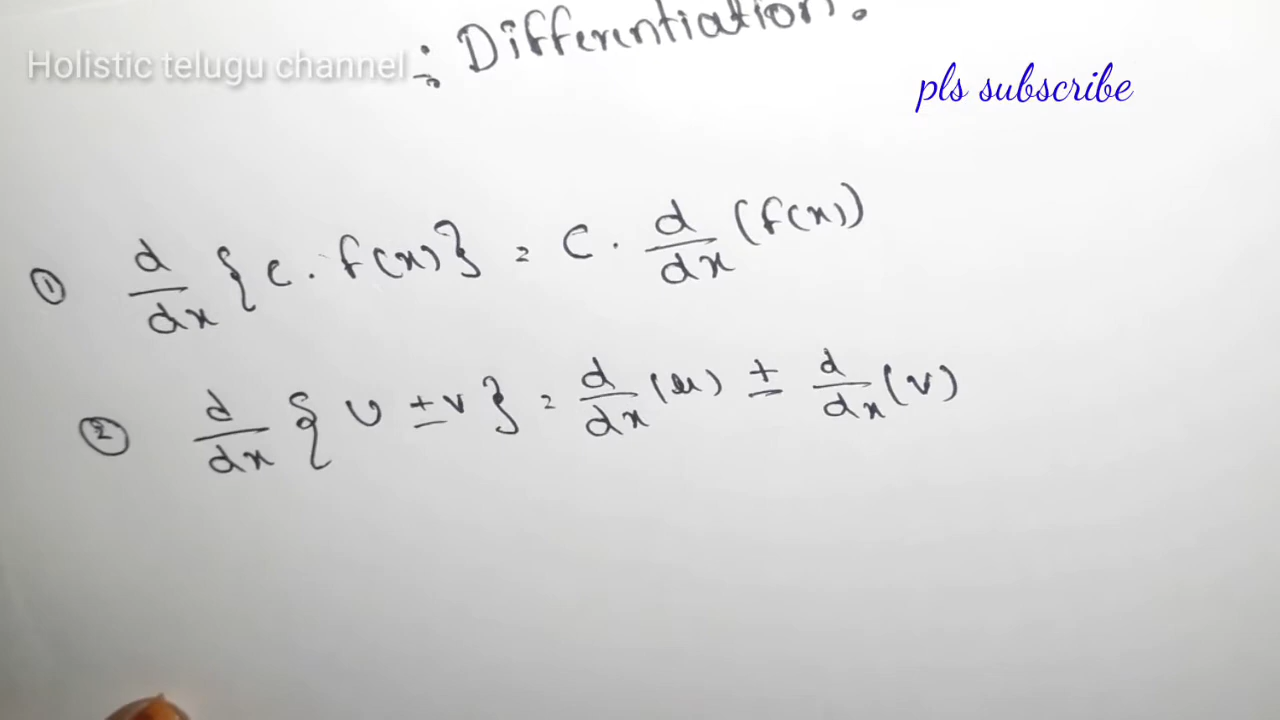 Holistic telugu channel
:- Differentiation.
pls subscribe
① d/dx {c . f(x)} = C . d/dx (f(x))
② d/dx {u ± v} = d/dx (u) ± d/dx (v)